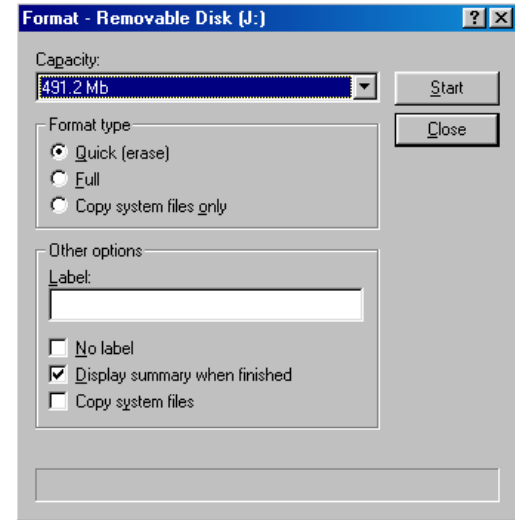 Format - Removable Disk (J:)
Capacity:
491.2 Mb
Start
Close
Format type
Quick (erase)
Full
Copy system files only
Other options
Label:
No label
Display summary when finished
Copy system files